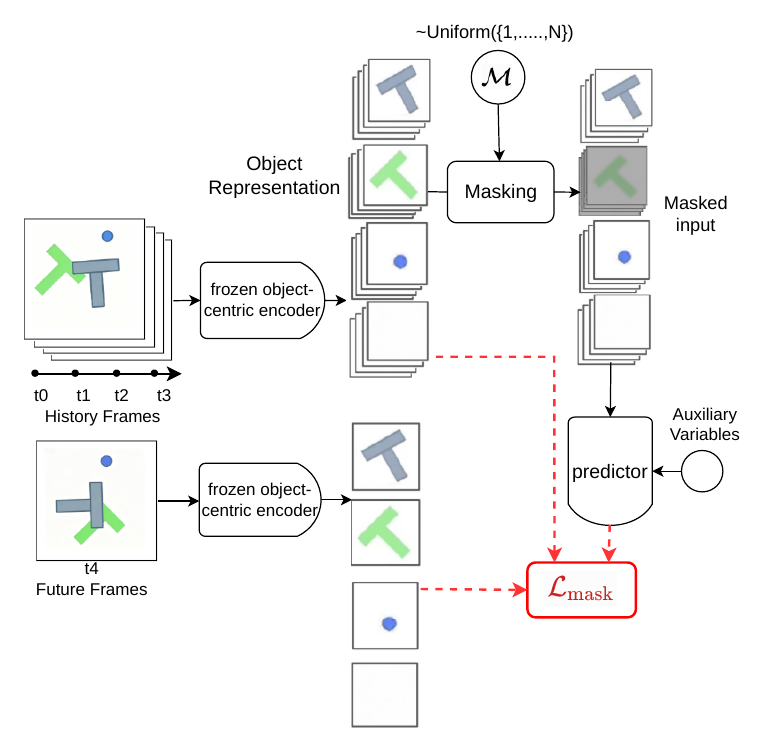 ~Uniform({1,.....,N})
ℳ
Object
Representation
Masking
Masked
input
frozen object-
centric encoder
t0 t1 t2 t3
History Frames
Auxiliary
Variables
predictor
frozen object-
centric encoder
t4
Future Frames
ℒmask